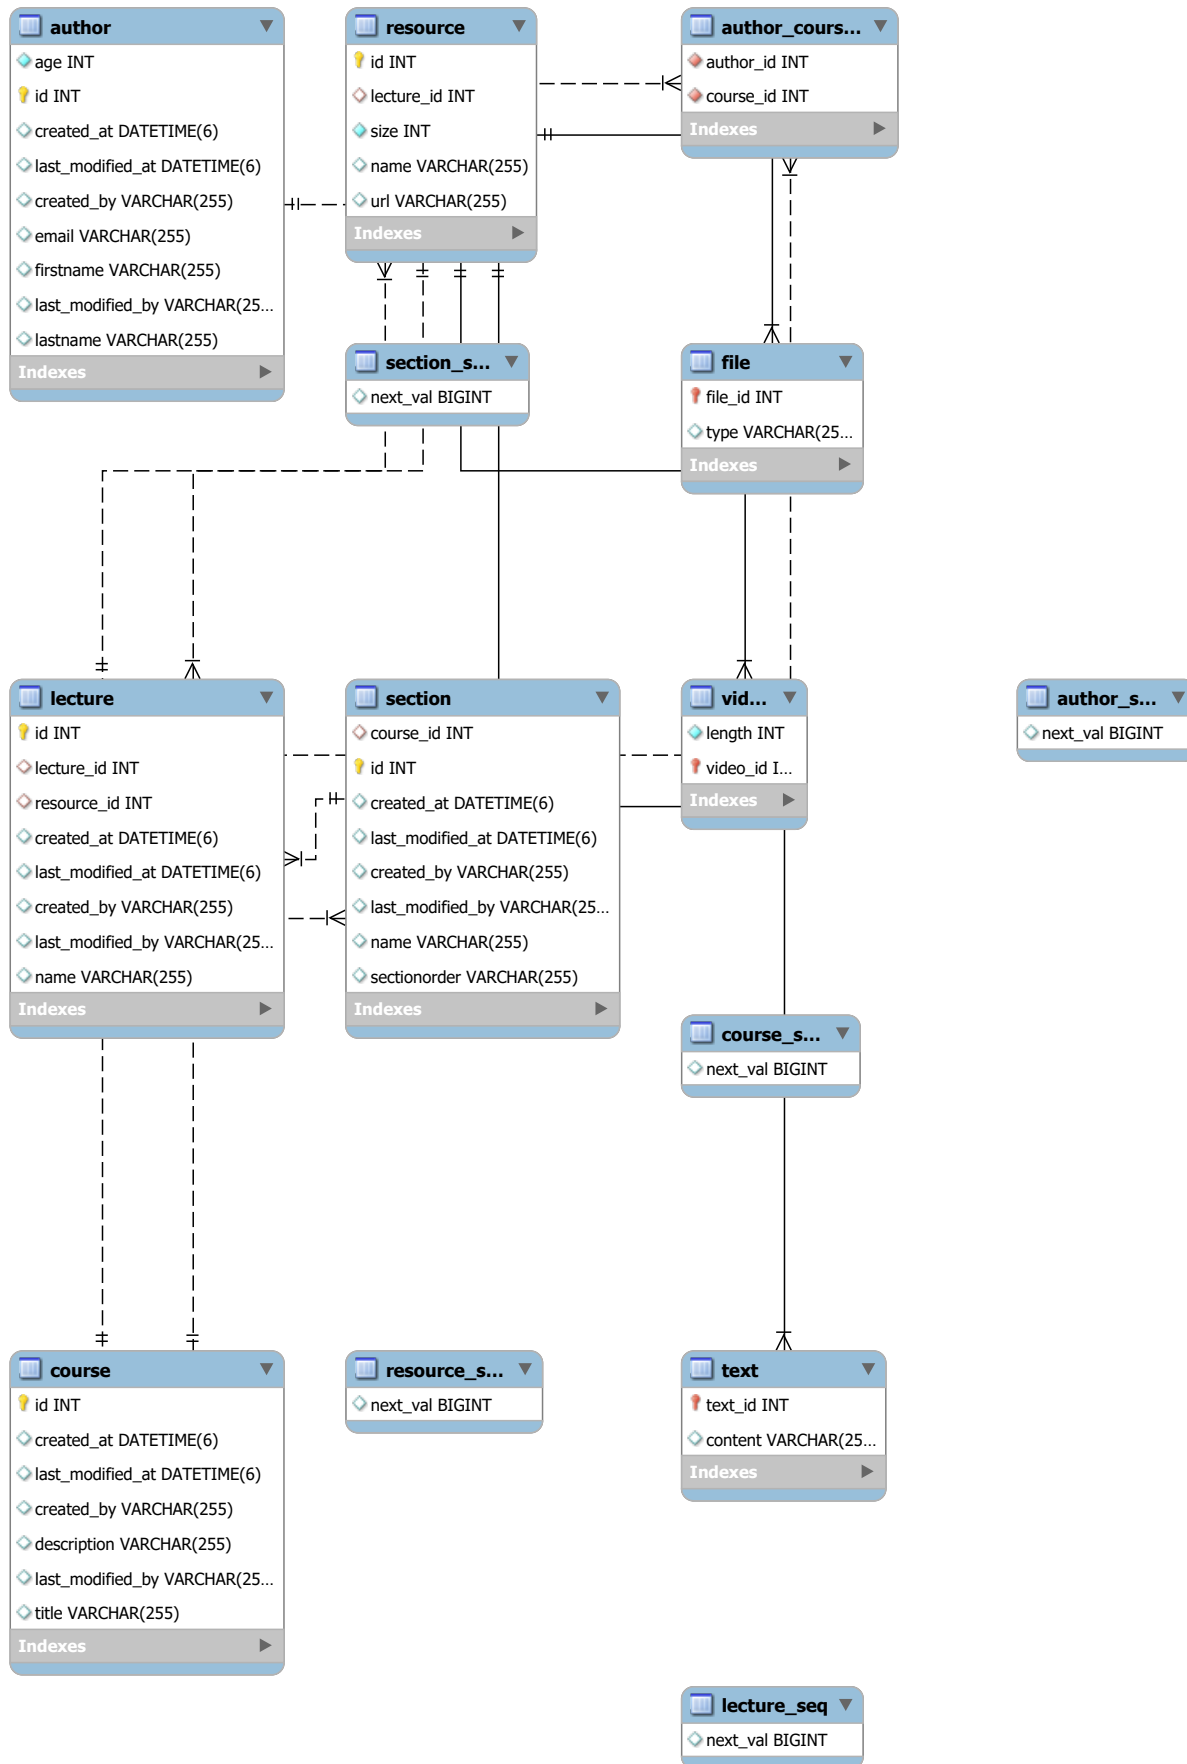 author
age INT
id INT
created_at DATETIME(6)
last_modified_at DATETIME(6)
created_by VARCHAR(255)
email VARCHAR(255)
firstname VARCHAR(255)
last_modified_by VARCHAR(25...
lastname VARCHAR(255)
Indexes
resource
id INT
lecture_id INT
size INT
name VARCHAR(255)
url VARCHAR(255)
Indexes
author_cours...
author_id INT
course_id INT
Indexes
section_s...
next_val BIGINT
file
file_id INT
type VARCHAR(25...
Indexes
lecture
id INT
lecture_id INT
resource_id INT
created_at DATETIME(6)
last_modified_at DATETIME(6)
created_by VARCHAR(255)
last_modified_by VARCHAR(25...
name VARCHAR(255)
Indexes
section
course_id INT
id INT
created_at DATETIME(6)
last_modified_at DATETIME(6)
created_by VARCHAR(255)
last_modified_by VARCHAR(25...
name VARCHAR(255)
sectionorder VARCHAR(255)
Indexes
vid...
length INT
video_id I...
Indexes
author_s...
next_val BIGINT
course_s...
next_val BIGINT
course
id INT
created_at DATETIME(6)
last_modified_at DATETIME(6)
created_by VARCHAR(255)
description VARCHAR(255)
last_modified_by VARCHAR(25...
title VARCHAR(255)
Indexes
resource_s...
next_val BIGINT
text
text_id INT
content VARCHAR(25...
Indexes
lecture_seq
next_val BIGINT